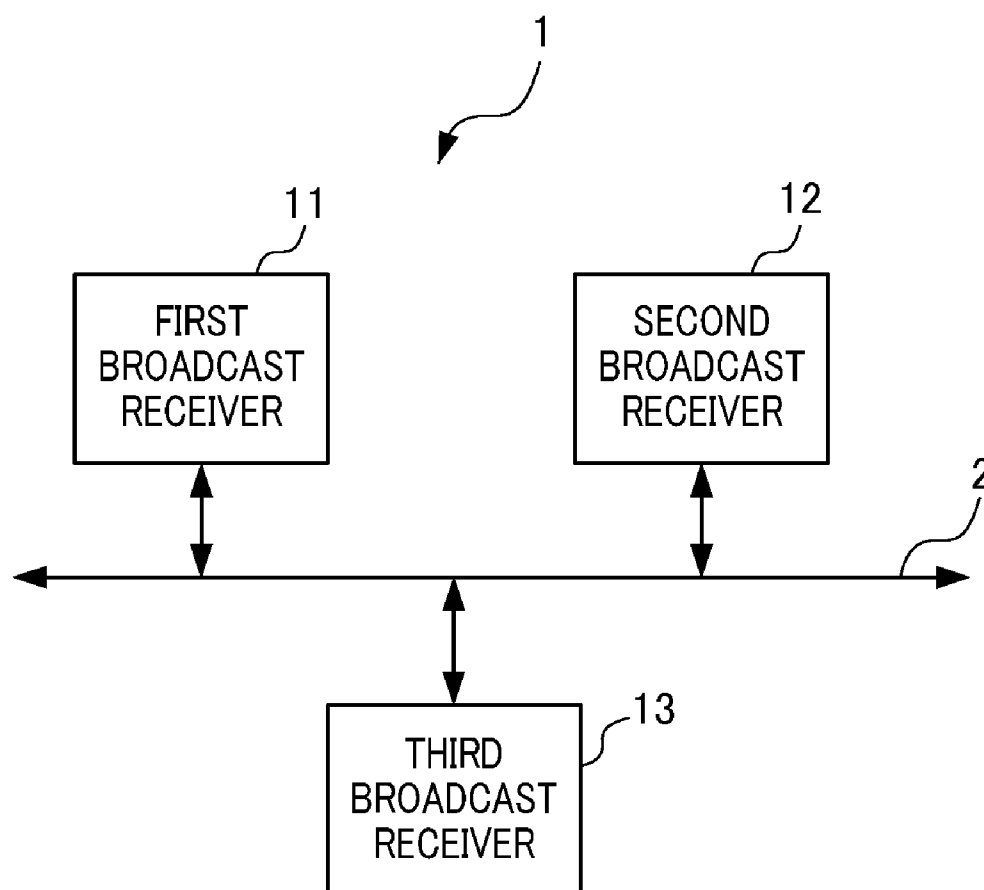 1
11
12
FIRST
BROADCAST
RECEIVER
SECOND
BROADCAST
RECEIVER
2
13
THIRD
BROADCAST
RECEIVER